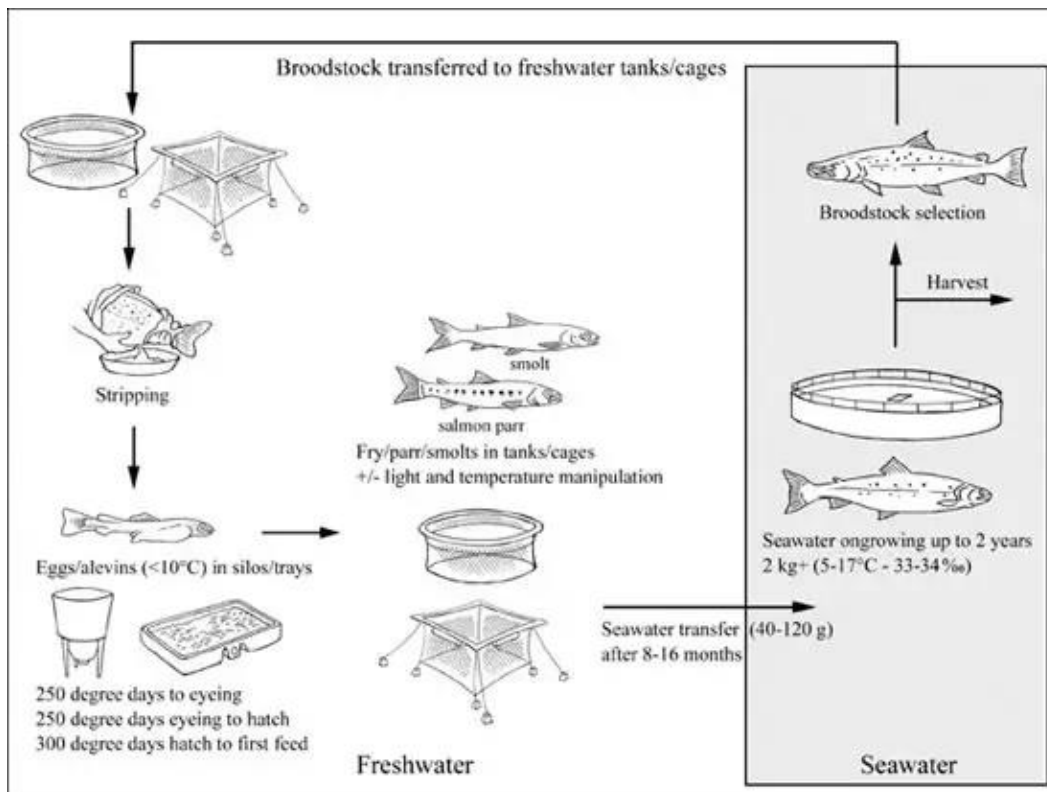 Broodstock transferred to freshwater tanks/cages
Broodstock selection
Harvest
Stripping
smolt
salmon parr
Fry/parr/smolts in tanks/cages
+/- light and temperature manipulation
Eggs/alevins (<10°C) in silos/trays
250 degree days to eyeing
250 degree days eyeing to hatch
300 degree days hatch to first feed
Seawater transfer (40-120 g)
after 8-16 months
Seawater ongrowing up to 2 years
2 kg+ (5-17°C - 33-34‰)
Freshwater
Seawater